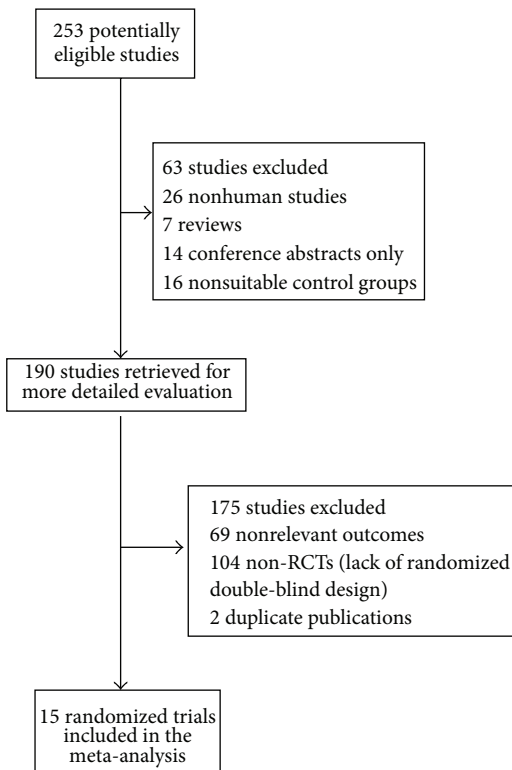 253 potentially
eligible studies
63 studies excluded
26 nonhuman studies
7 reviews
14 conference abstracts only
16 nonsuitable control groups
190 studies retrieved for
more detailed evaluation
175 studies excluded
69 nonrelevant outcomes
104 non-RCTs (lack of randomized
double-blind design)
2 duplicate publications
15 randomized trials
included in the
meta-analysis